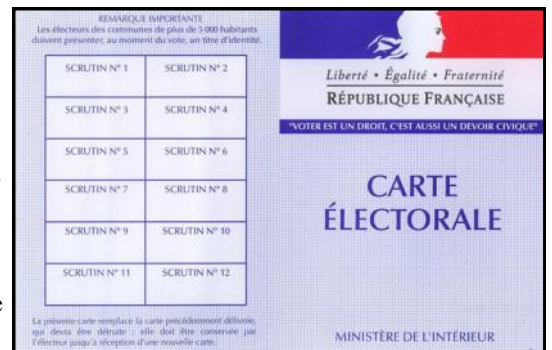 REMARQUE IMPORTANTE
Les électeurs des communes de plus de 5 000 habitants
doivent présenter, au moment du vote, un titre d'identité.
SCRUTIN N° 1 SCRUTIN N° 2
SCRUTIN N° 3 SCRUTIN N° 4
SCRUTIN N° 5 SCRUTIN N° 6
SCRUTIN N° 7 SCRUTIN N° 8
SCRUTIN N° 9 SCRUTIN N° 10
SCRUTIN N° 11 SCRUTIN N° 12
La présente carte remplace la carte précédemment délivrée,
qui devra être détruite ; elle doit être conservée par
l'électeur jusqu'à réception d'une nouvelle carte.
Liberté • Égalité • Fraternité
RÉPUBLIQUE FRANÇAISE
"VOTER EST UN DROIT, C'EST AUSSI UN DEVOIR CIVIQUE"
CARTE
ÉLECTORALE
MINISTÈRE DE L'INTÉRIEUR